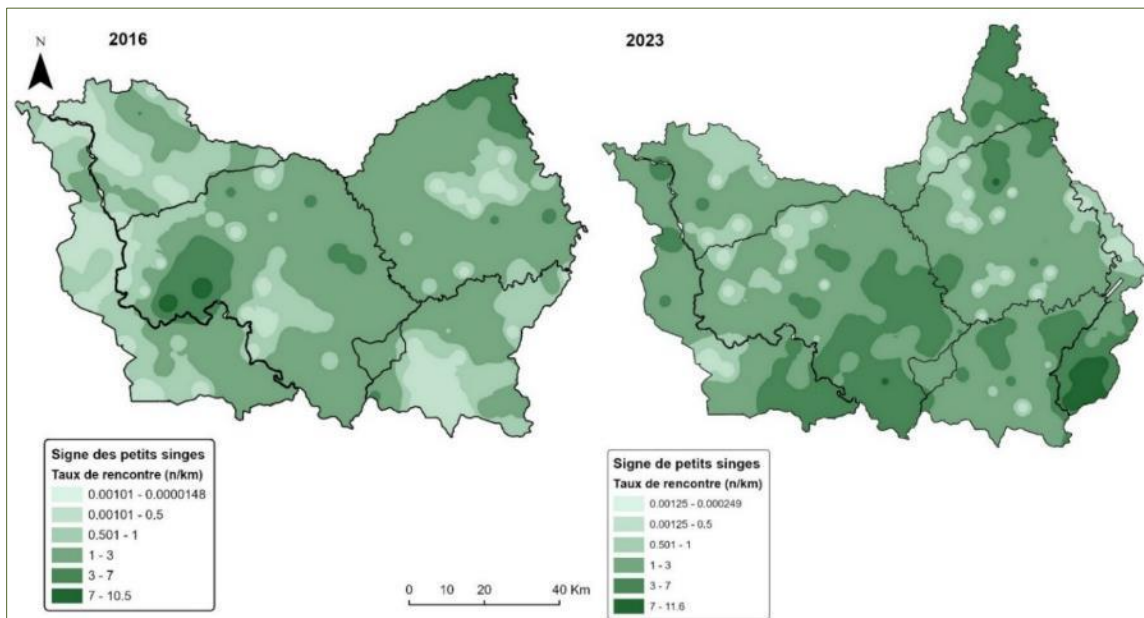 2016
N
2023
Signe des petits singes
Taux de rencontre (n/km)
0.00101 - 0.0000148
0.00101 - 0.5
0.501 - 1
1 - 3
3 - 7
7 - 10.5
0 10 20 40 Km
Signe de petits singes
Taux de rencontre (n/km)
0.00125 - 0.000249
0.00125 - 0.5
0.501 - 1
1 - 3
3 - 7
7 - 11.6